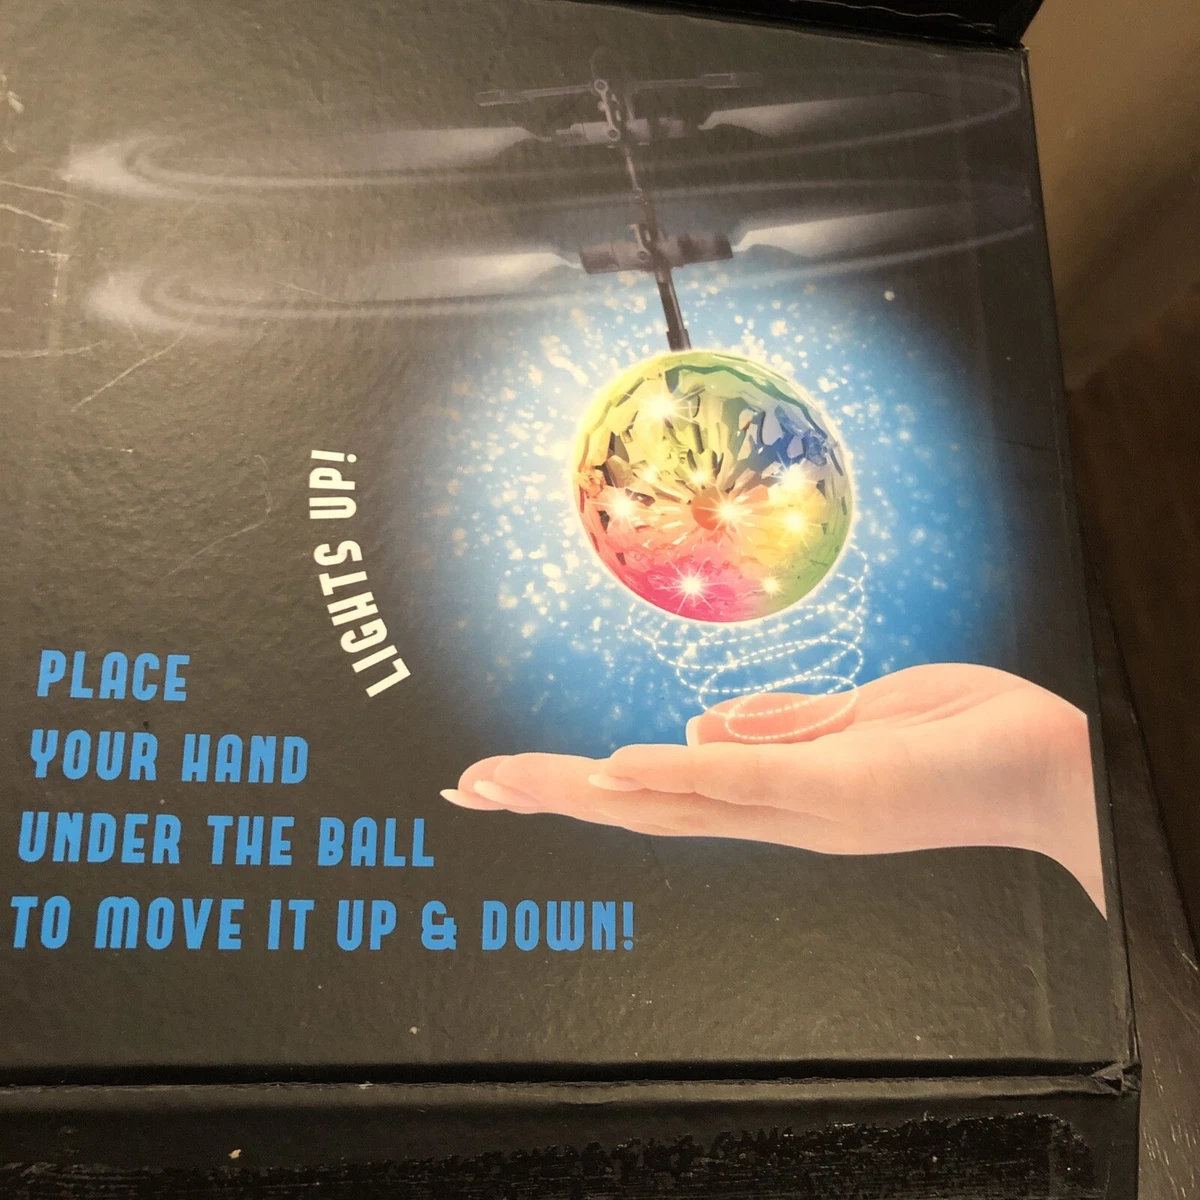 LIGHTS UP!
PLACE
YOUR HAND
UNDER THE BALL
TO MOVE IT UP & DOWN!